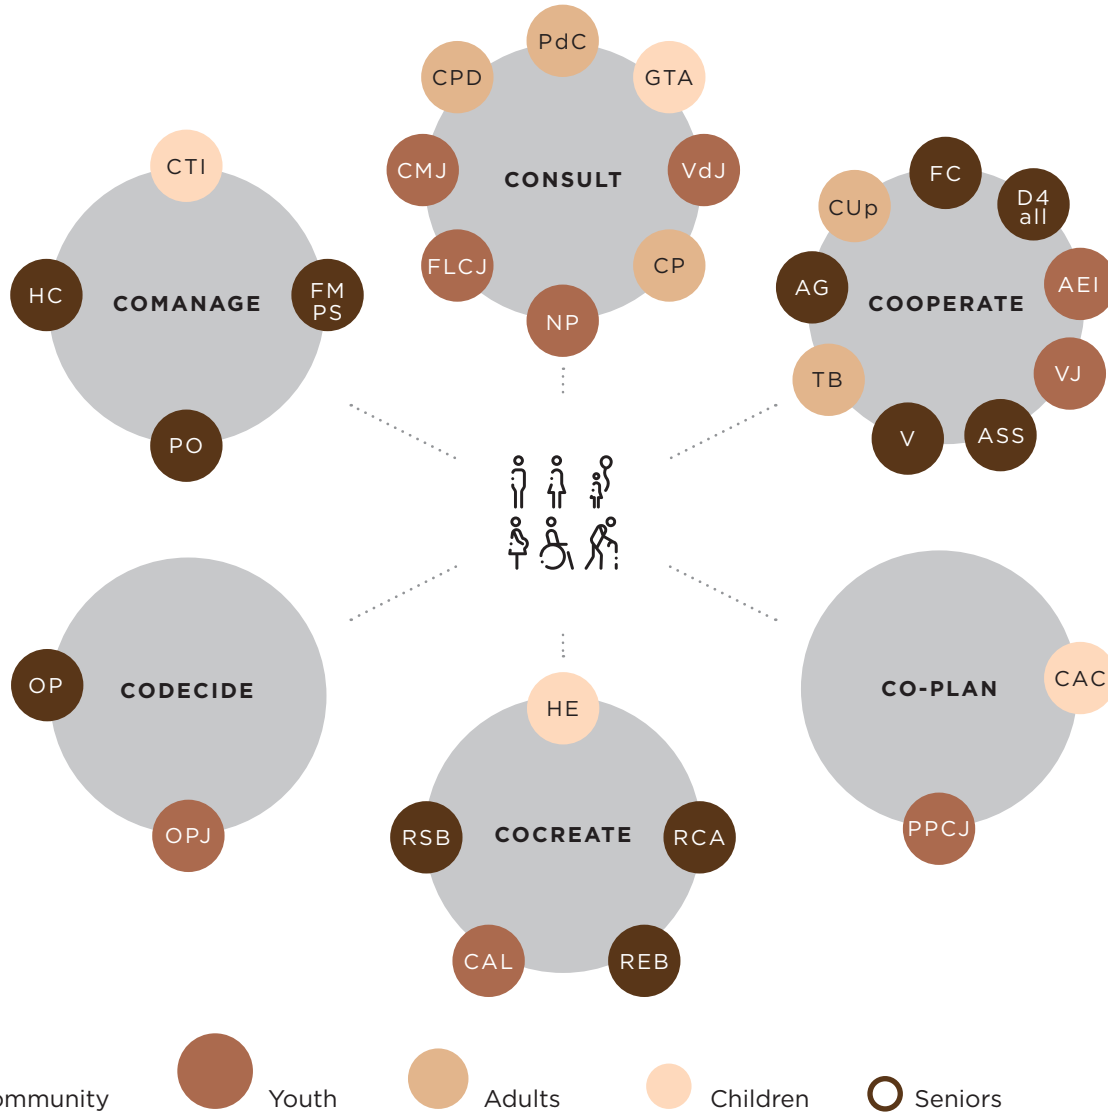 PdC
CPD
GTA
CMJ
CONSULT
VdJ
FLCJ
CP
NP
CTI
HC
COMANAGE
FM
PS
PO
FC
D4
all
CUp
AG
COOPERATE
AEI
TB
VJ
V
ASS
OP
CODECIDE
OPJ
HE
RSB
COCREATE
RCA
CAL
REB
CO-PLAN
CAC
PPCJ
ommunity
Youth
Adults
Children
Seniors